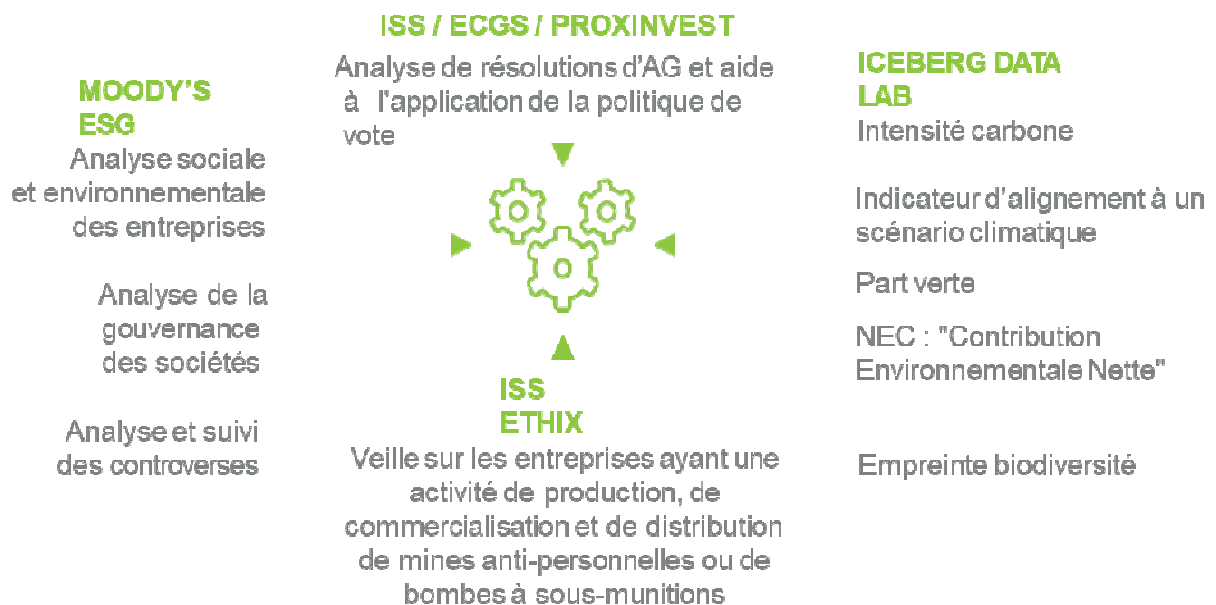 ISS / ECGS / PROXINVEST
Analyse de résolutions d'AG et aide
à l'application de la politique de
vote
MOODY'S
ESG
Analyse sociale
et environnementale
des entreprises
Analyse de la
gouvernance
des sociétés
Analyse et suivi
des controverses
ICEBERG DATA
LAB
Intensité carbone
Indicateur d'alignement à un
scénario climatique
Part verte
NEC : "Contribution
Environnementale Nette"
Empreinte biodiversité
ISS
ETHIX
Veille sur les entreprises ayant une
activité de production, de
commercialisation et de distribution
de mines anti-personnelles ou de
bombes à sous-munitions